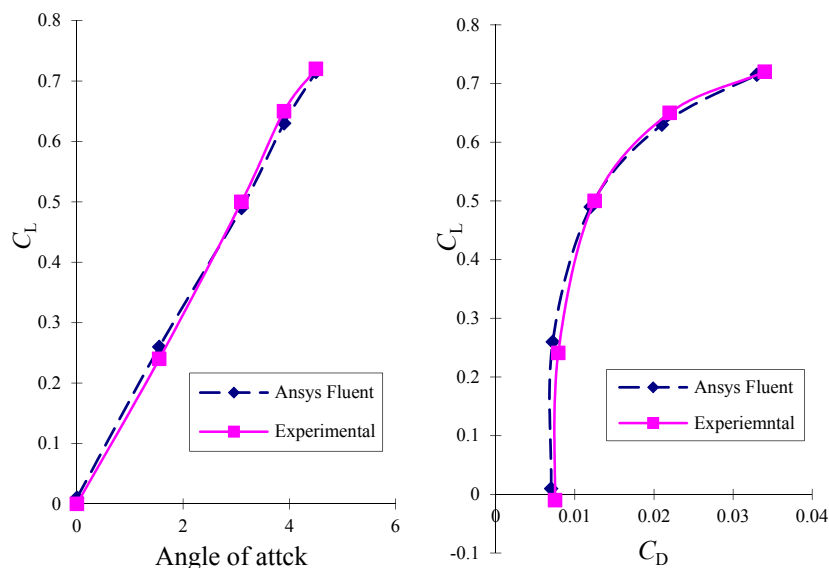 0.8
0.7
0.6
0.5
0.4
0.3
0.2
0.1
0
C_L
0 2 4 6
Angle of attck
Ansys Fluent
Experimental
0.8
0.7
0.6
0.5
0.4
0.3
0.2
0.1
0
-0.1
C_L
0 0.01 0.02 0.03 0.04
C_D
Ansys Fluent
Experiemntal